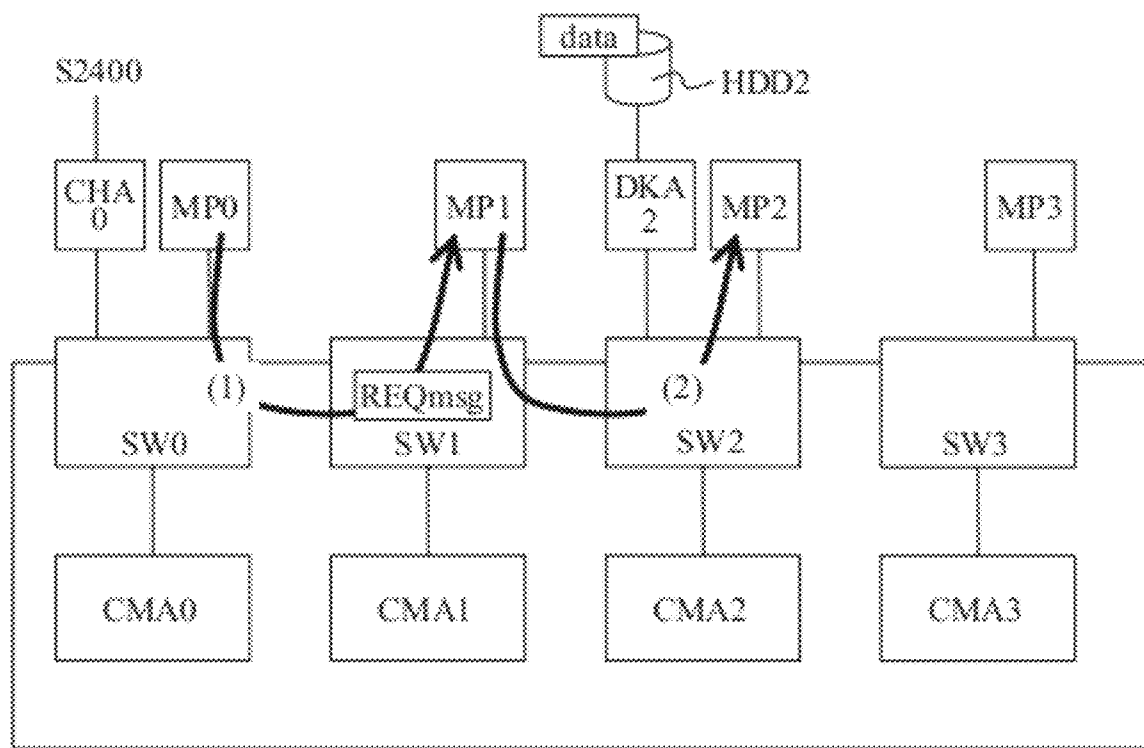 data
S2400
HDD2
CHA
0
MP0
MP1
DKA
2
MP2
MP3
(1)
REQmsg
(2)
SW0
SW1
SW2
SW3
CMA0
CMA1
CMA2
CMA3